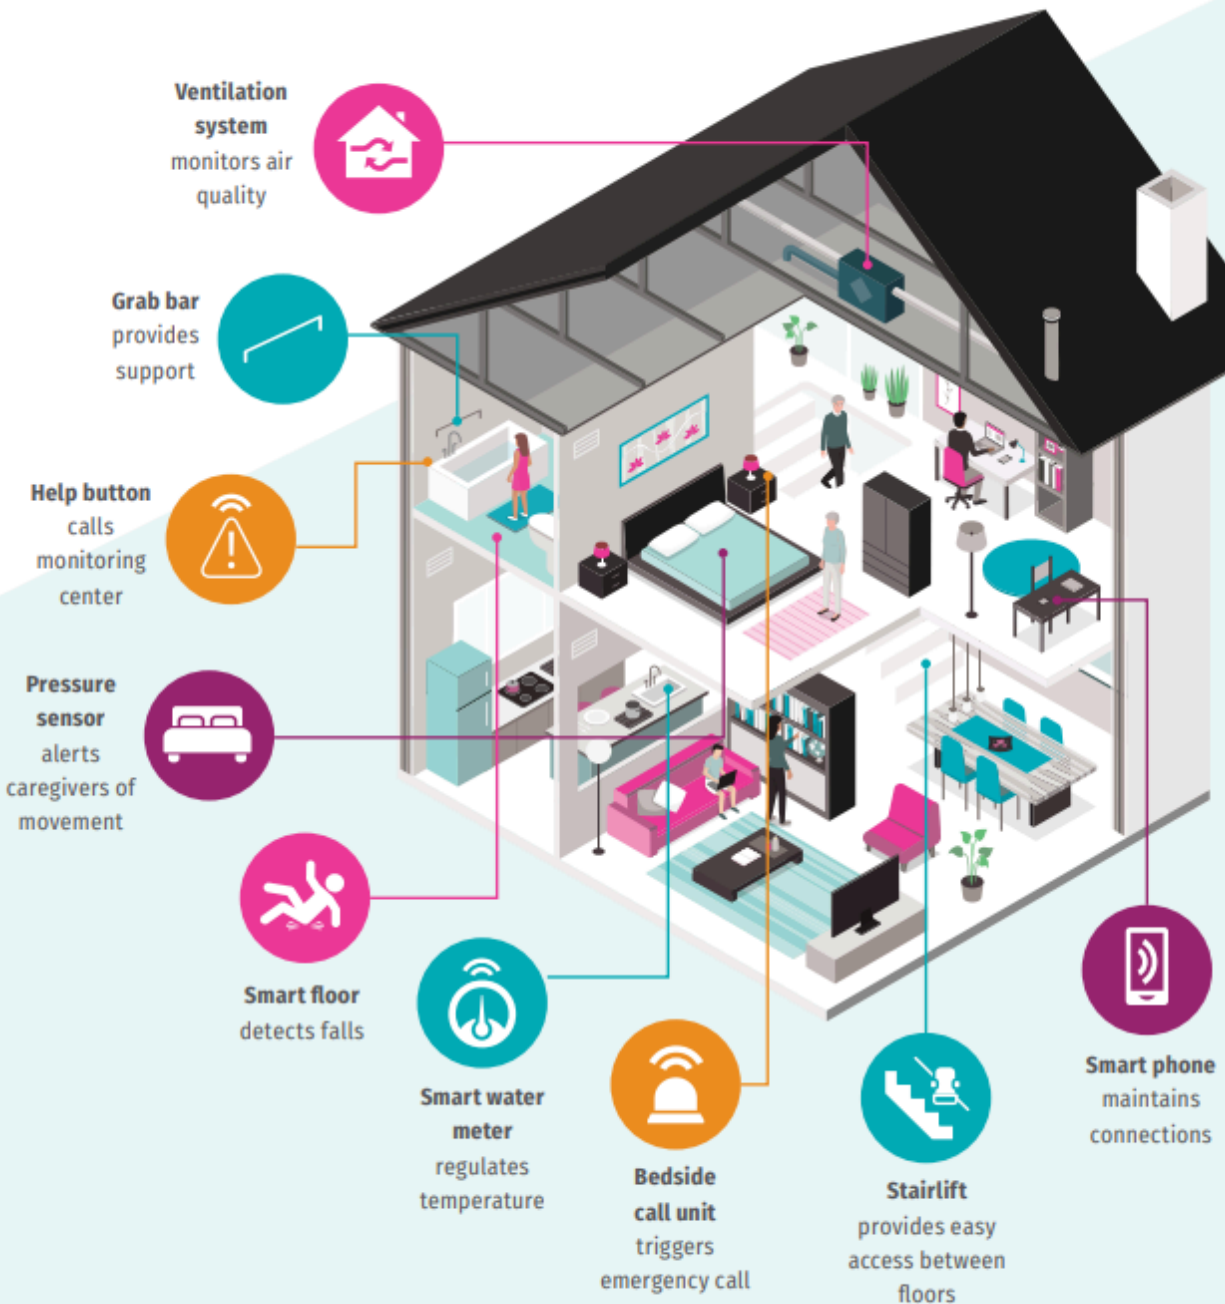 Ventilation
system
monitors air
quality
Grab bar
provides
support
Help button
calls
monitoring
center
Pressure
sensor
alerts
caregivers of
movement
Smart floor
detects falls
Smart water
meter
regulates
temperature
Bedside
call unit
triggers
emergency call
Stairlift
provides easy
access between
floors
Smart phone
maintains
connections